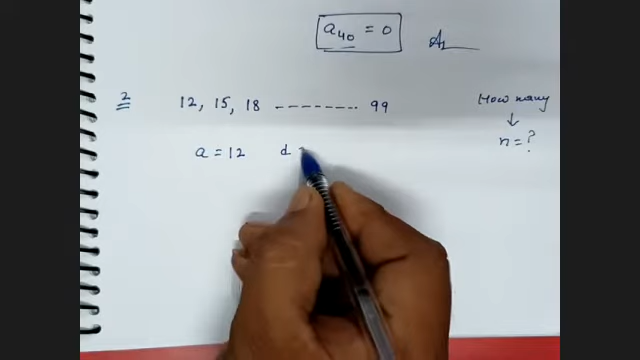 a₄₀ = 0
2 12, 15, 18 -------- 99 How many
n = ?
a = 12 d